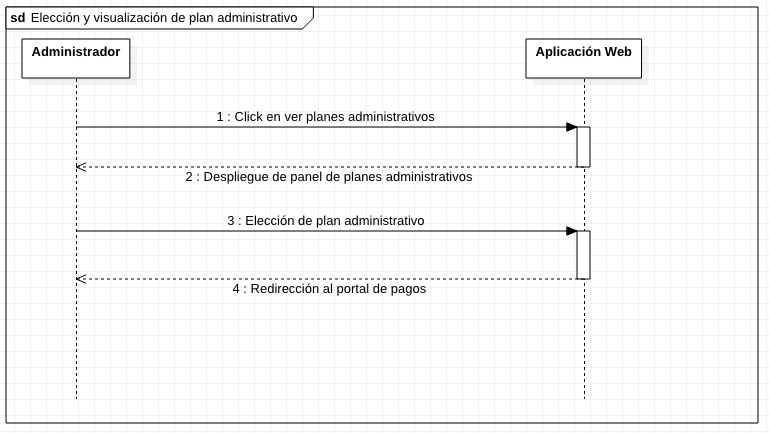 sd Elección y visualización de plan administrativo
Administrador
Aplicación Web
1 : Click en ver planes administrativos
2 : Despliegue de panel de planes administrativos
3 : Elección de plan administrativo
4 : Redirección al portal de pagos